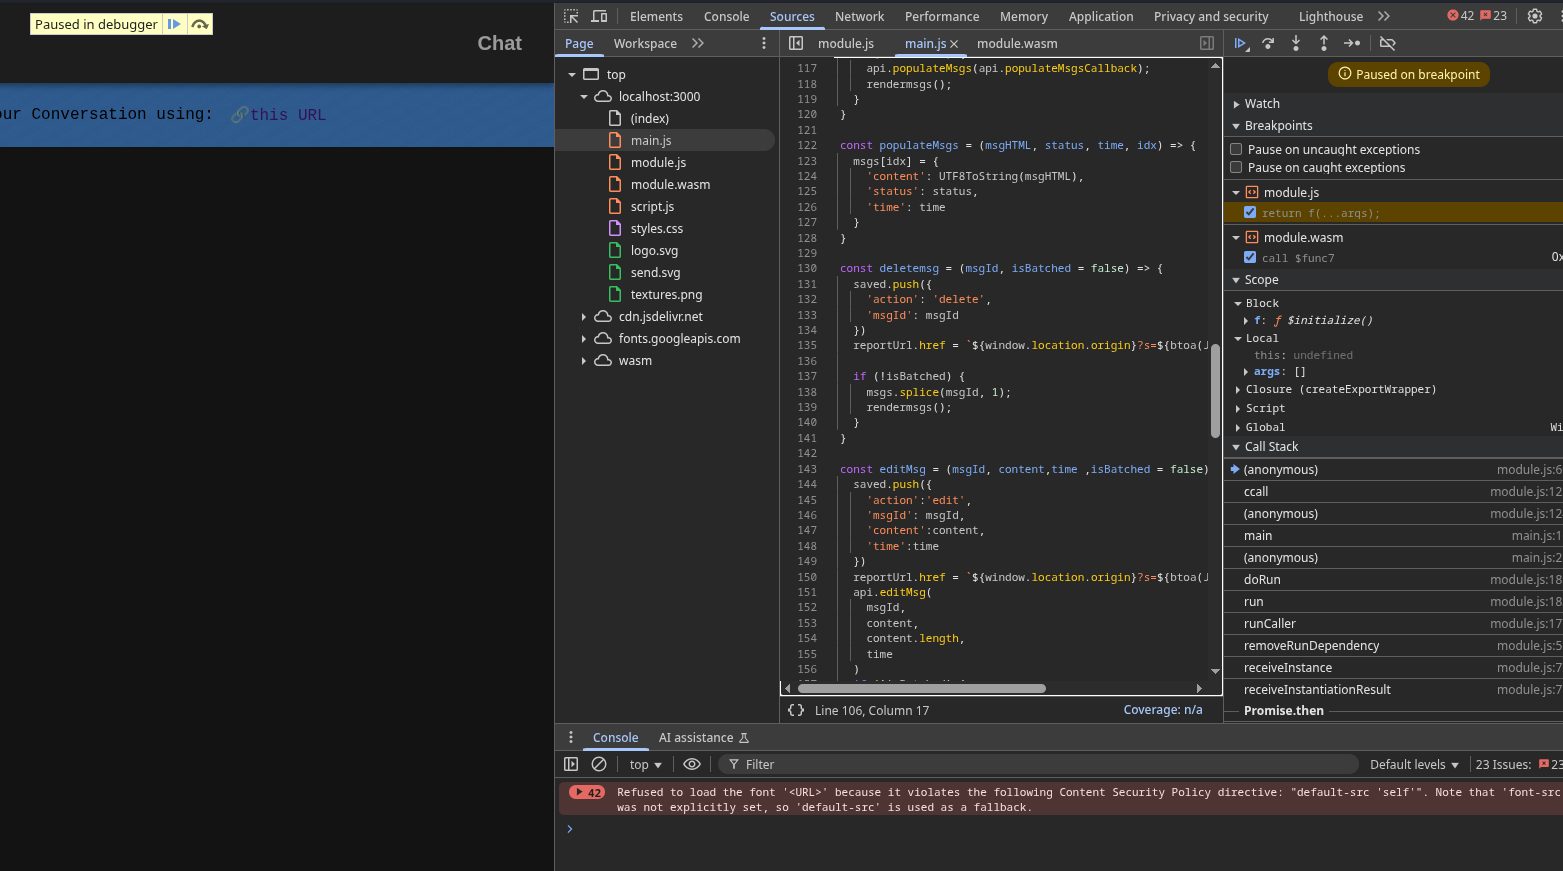 Paused in debugger
Chat
our Conversation using: 🔗this URL
Elements Console Sources Network Performance Memory Application Privacy and security Lighthouse 42 23
Page Workspace
module.js main.js module.wasm
top
localhost:3000
(index)
main.js
module.js
module.wasm
script.js
styles.css
logo.svg
send.svg
textures.png
cdn.jsdelivr.net
fonts.googleapis.com
wasm
117 api.populateMsgs(api.populateMsgsCallback);
118 rendermsgs();
119 }
120 }
121
122 const populateMsgs = (msgHTML, status, time, idx) => {
123 msgs[idx] = {
124 'content': UTF8ToString(msgHTML),
125 'status': status,
126 'time': time
127 }
128 }
129
130 const deletemsg = (msgId, isBatched = false) => {
131 saved.push({
132 'action': 'delete',
133 'msgId': msgId
134 })
135 reportUrl.href = `${window.location.origin}?s=${btoa(J
136
137 if (!isBatched) {
138 msgs.splice(msgId, 1);
139 rendermsgs();
140 }
141 }
142
143 const editMsg = (msgId, content,time ,isBatched = false)
144 saved.push({
145 'action':'edit',
146 'msgId': msgId,
147 'content':content,
148 'time':time
149 })
150 reportUrl.href = `${window.location.origin}?s=${btoa(J
151 api.editMsg(
152 msgId,
153 content,
154 content.length,
155 time
156 )
{} Line 106, Column 17 Coverage: n/a
Paused on breakpoint
Watch
Breakpoints
Pause on uncaught exceptions
Pause on caught exceptions
module.js
return f(...args);
module.wasm
call $func7 0x
Scope
Block
f: ƒ $initialize()
Local
this: undefined
args: []
Closure (createExportWrapper)
Script
Global Wi
Call Stack
(anonymous) module.js:6
ccall module.js:12
(anonymous) module.js:12
main main.js:1
(anonymous) main.js:2
doRun module.js:18
run module.js:18
runCaller module.js:17
removeRunDependency module.js:5
receiveInstance module.js:7
receiveInstantiationResult module.js:7
Promise.then
Console AI assistance
top Filter Default levels 23 Issues: 23
42 Refused to load the font '<URL>' because it violates the following Content Security Policy directive: "default-src 'self'". Note that 'font-src
was not explicitly set, so 'default-src' is used as a fallback.